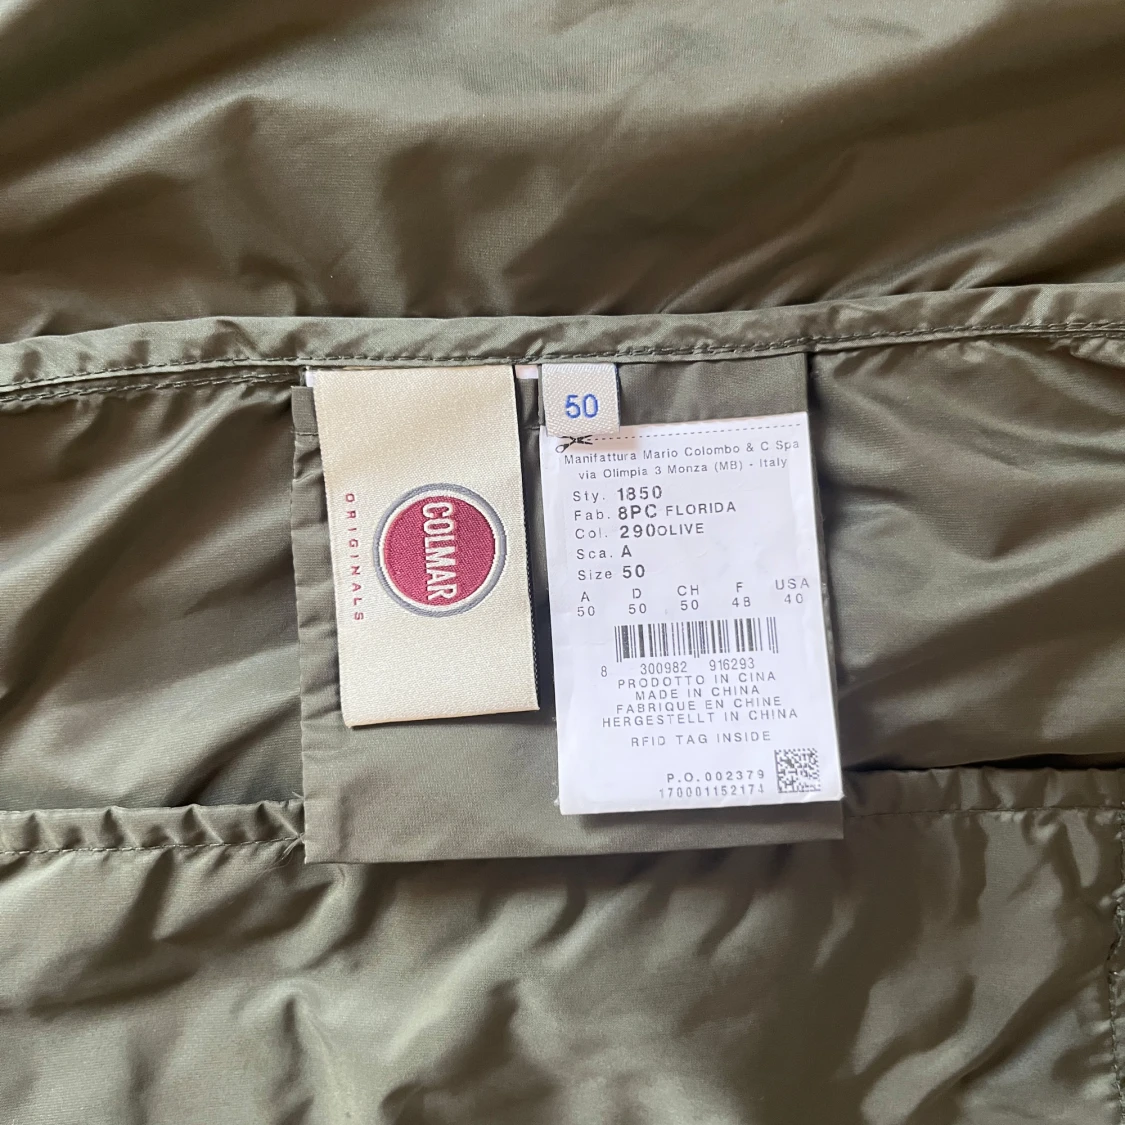 COLMAR
ORIGINALS
50
Manifattura Mario Colombo & C Spa
via Olimpia 3 Monza (MB) - Italy
Sty. 1850
Fab. 8PC FLORIDA
Col. 290OLIVE
Sca. A
Size 50
A D CH F USA
50 50 50 48 40
8 300982 916293
PRODOTTO IN CINA
MADE IN CHINA
FABRIQUE EN CHINE
HERGESTELLT IN CHINA
RFID TAG INSIDE
P.O. 002379
170001152174